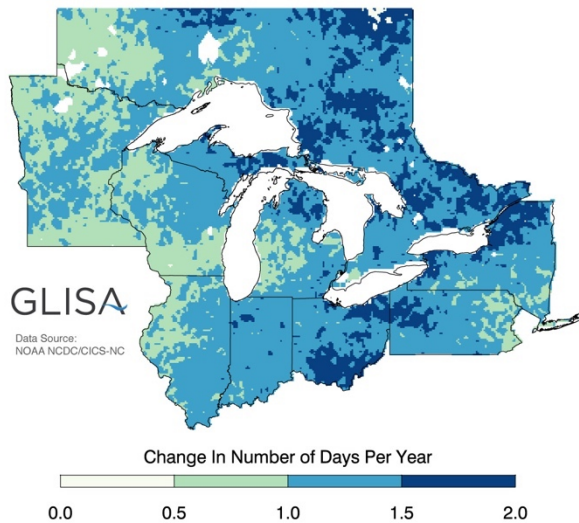 GLISA
Data Source:
NOAA NCDC/CICS-NC
Change In Number of Days Per Year
0.0 0.5 1.0 1.5 2.0